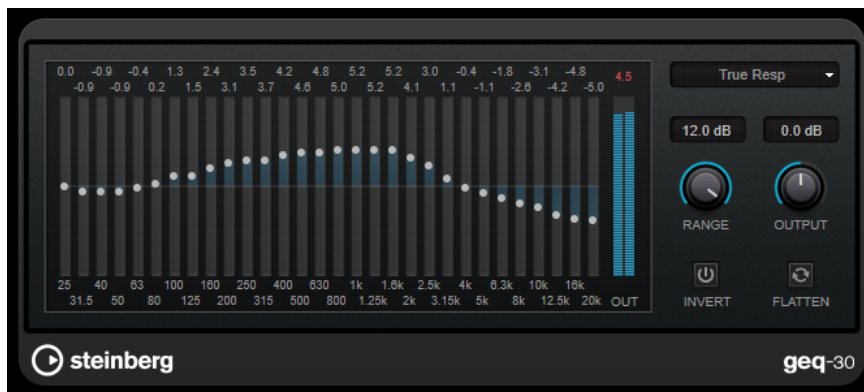 0.0 -0.9 -0.4 1.3 2.4 3.5 4.2 4.8 5.2 5.2 3.0 -0.4 -1.8 -3.1 -4.8 4.5
-0.9 -0.9 0.2 1.5 3.1 3.7 4.6 5.0 5.2 4.1 1.1 -1.1 -2.6 -4.2 -5.0
True Resp
12.0 dB 0.0 dB
RANGE OUTPUT
25 40 63 100 160 250 400 630 1k 1.6k 2.5k 4k 6.3k 10k 16k
31.5 50 80 125 200 315 500 800 1.25k 2k 3.15k 5k 8k 12.5k 20k OUT
INVERT FLATTEN
steinberg
geq-30